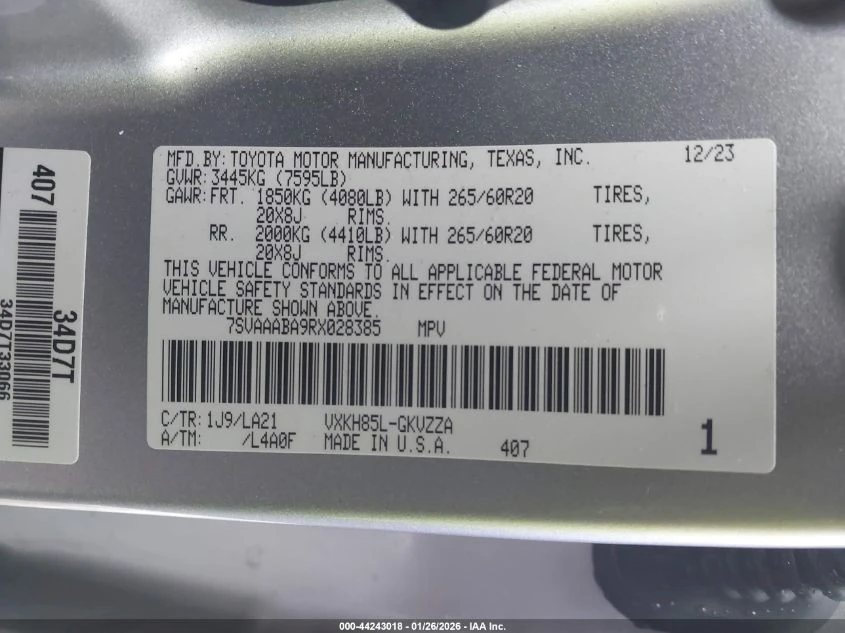 407
34D7T
34D7T33066
MFD.BY:TOYOTA MOTOR MANUFACTURING, TEXAS, INC. 12/23
GVWR:3445KG (7595LB)
GAWR:FRT. 1850KG (4080LB) WITH 265/60R20 TIRES,
20X8J RIMS.
RR. 2000KG (4410LB) WITH 265/60R20 TIRES,
20X8J RIMS.
THIS VEHICLE CONFORMS TO ALL APPLICABLE FEDERAL MOTOR
VEHICLE SAFETY STANDARDS IN EFFECT ON THE DATE OF
MANUFACTURE SHOWN ABOVE.
7SVAAABA9RX028385 MPV
C/TR:1J9/LA21 VXKH85L-GKVZZA
A/TM: /L4A0F MADE IN U.S.A. 407 1
000-44243018 - 01/26/2026 - IAA Inc.